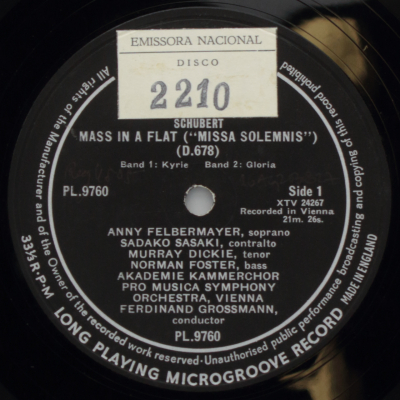 EMISSORA NACIONAL
DISCO
2210
SCHUBERT
MASS IN A FLAT ("MISSA SOLEMNIS")
(D.678)
Band 1: Kyrie Band 2: Gloria
PL.9760
Side 1
XTV 24267
Recorded in Vienna
21m. 26s.
ANNY FELBERMAYER, soprano
SADAKO SASAKI, contralto
MURRAY DICKIE, tenor
NORMAN FOSTER, bass
AKADEMIE KAMMERCHOR
PRO MUSICA SYMPHONY
ORCHESTRA, VIENNA
FERDINAND GROSSMANN,
conductor
PL.9760
33⅓ R·P·M
LONG PLAYING MICROGROOVE RECORD
MADE IN ENGLAND
All rights of the Manufacturer and of the Owner of the recorded work reserved·Unauthorised public performance broadcasting and copying of this record prohibited